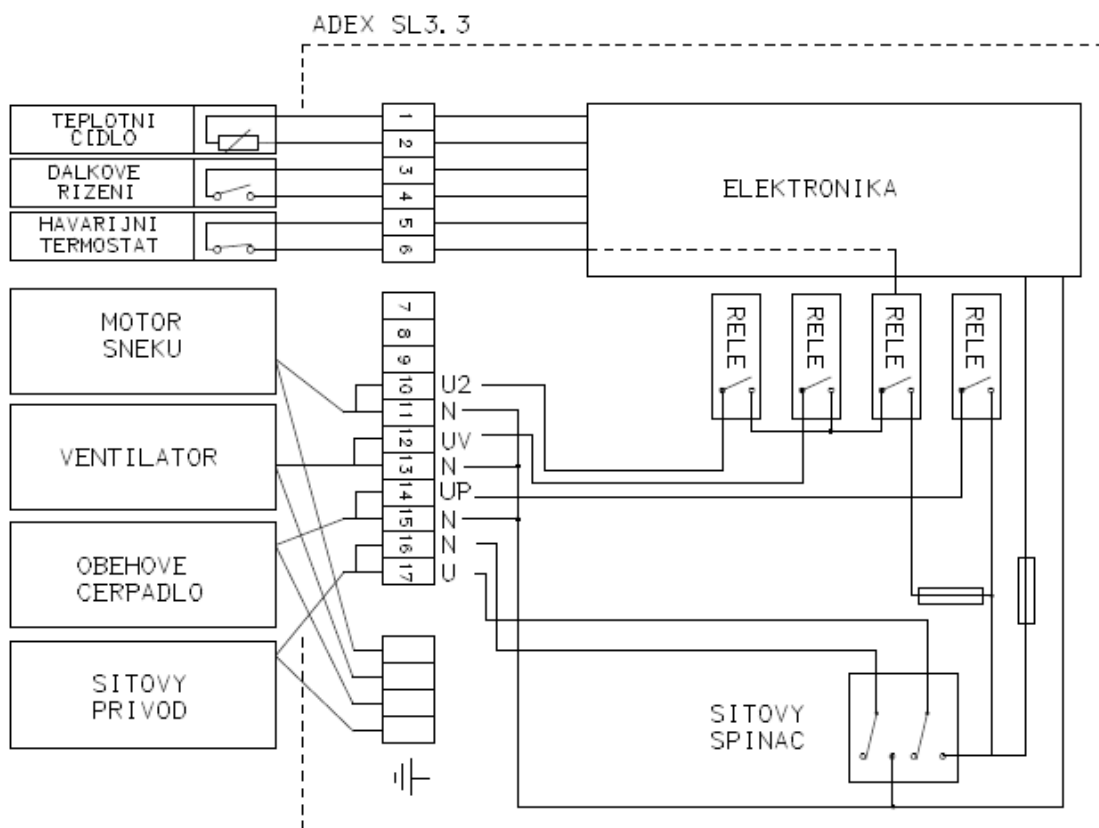 ADEX SL3.3
TEPLOTNI
CIDLO
DALKOVE
RIZENI
HAVARIJNI
TERMOSTAT
1
2
3
4
5
6
ELEKTRONIKA
RELE
RELE
RELE
RELE
MOTOR
SNEKU
VENTILATOR
OBEHOVE
CERPADLO
SITOVY
PRIVOD
7
8
9
10 U2
11 N
12 UV
13 N
14 UP
15 N
16 N
17 U
SITOVY
SPINAC